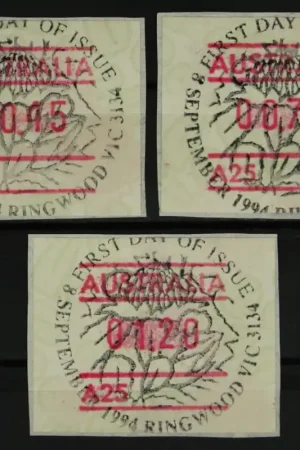 DAY OF ISSUE
AUSTRALIA
00.45
RINGWOOD VIC 3134
FIRST DAY
AUSTRALIA
00.7
A25
8 SEPTEMBER 1994 RINGWOOD
FIRST DAY OF ISSUE
AUSTRALIA
01.20
A25
8 SEPTEMBER 1994 RINGWOOD VIC 3134